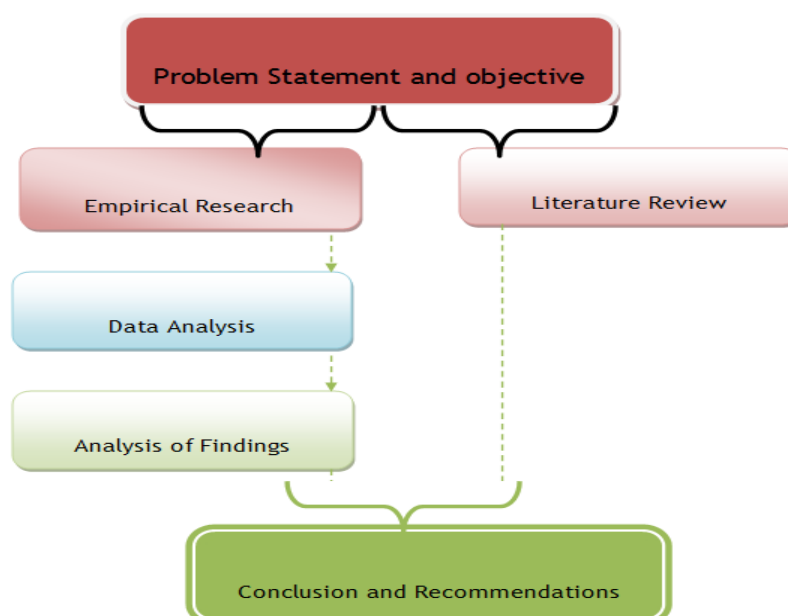 Problem Statement and objective
Empirical Research
Literature Review
Data Analysis
Analysis of Findings
Conclusion and Recommendations